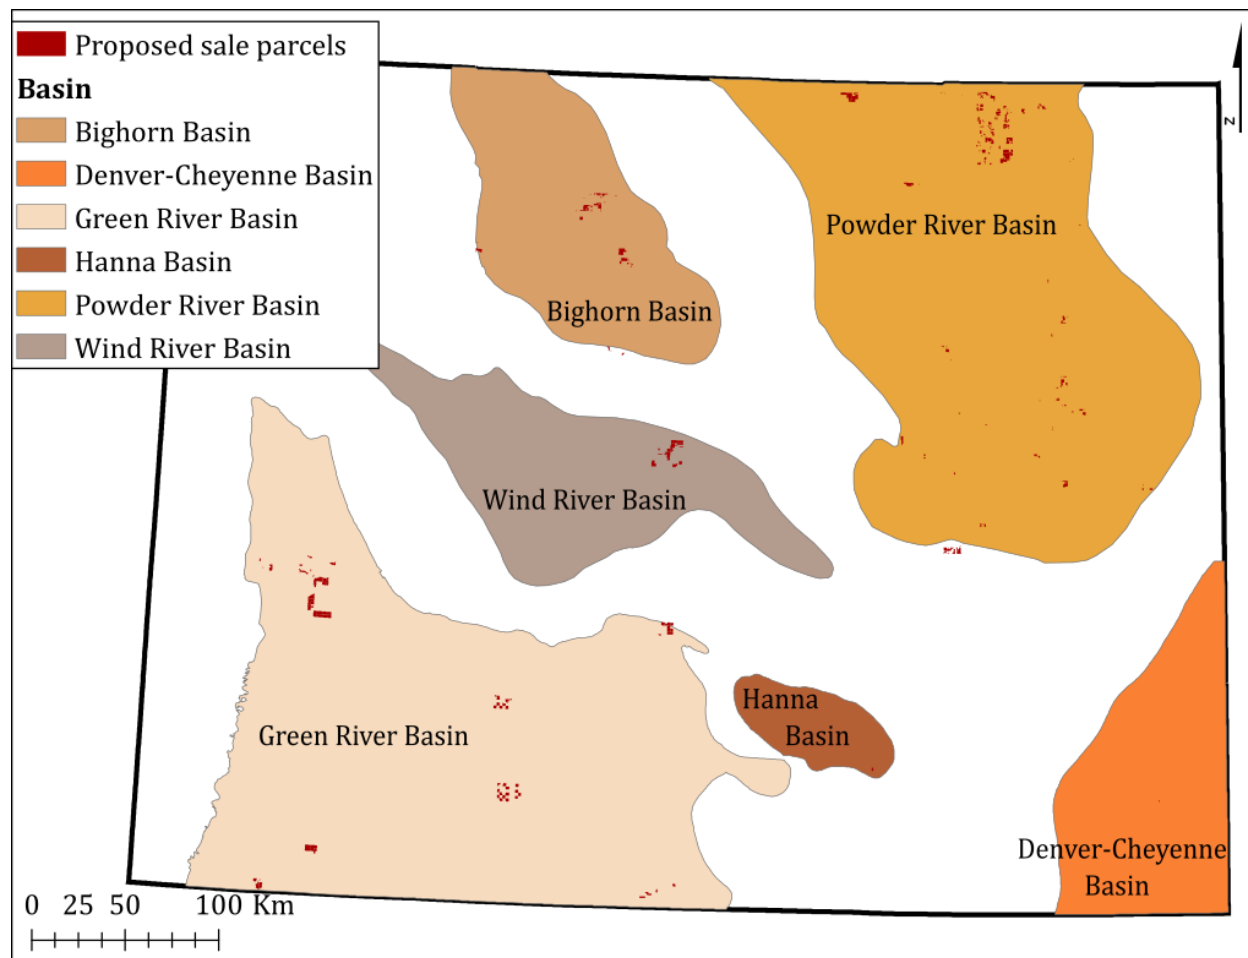 Proposed sale parcels
Basin
Bighorn Basin
Denver-Cheyenne Basin
Green River Basin
Hanna Basin
Powder River Basin
Wind River Basin
N
Powder River Basin
Bighorn Basin
Wind River Basin
Green River Basin
Hanna
Basin
Denver-Cheyenne
Basin
0 25 50 100 Km